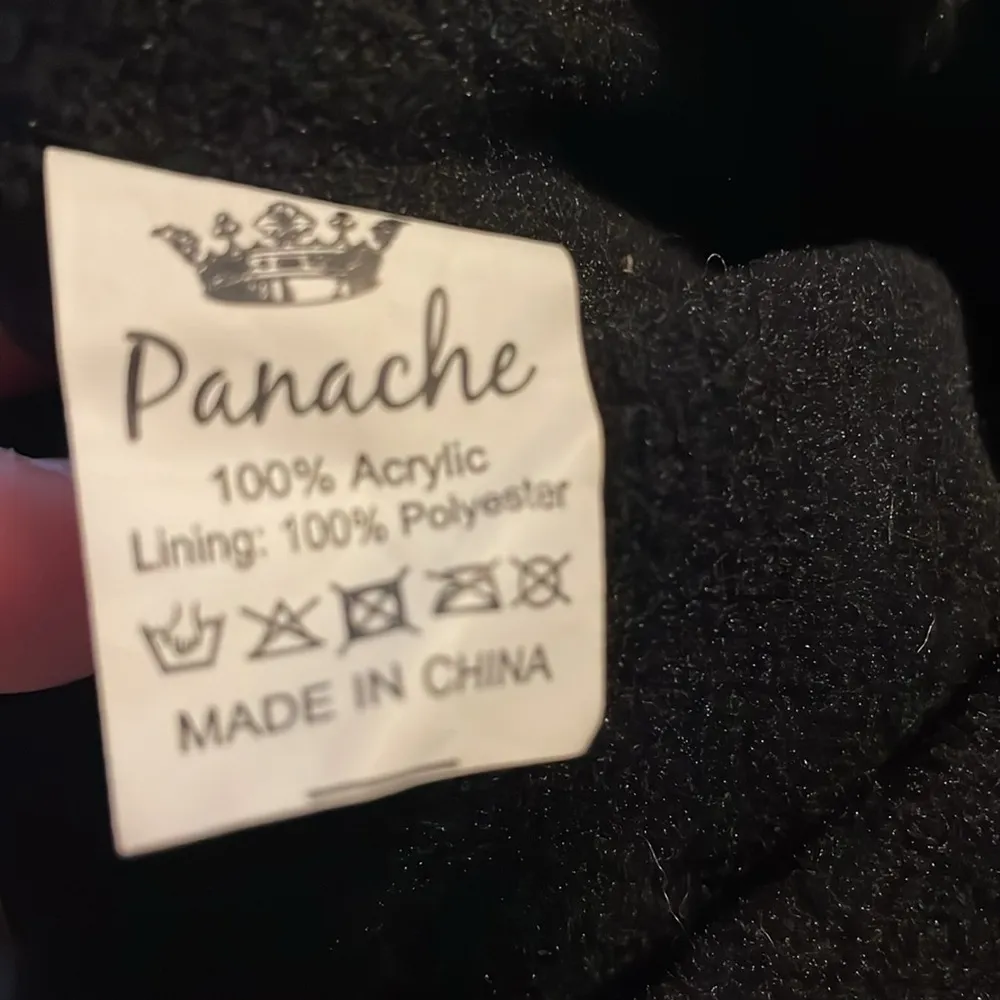 Panache
100% Acrylic
Lining: 100% Polyester
MADE IN CHINA